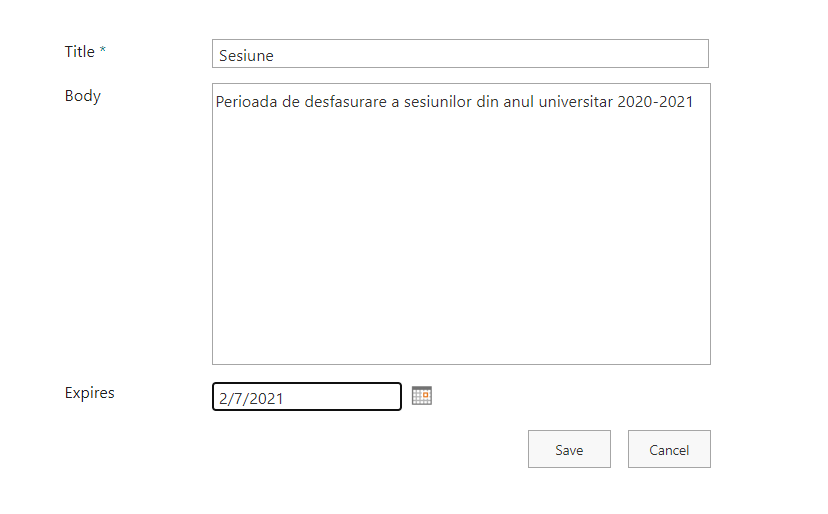 Title *
Sesiune
Body
Perioada de desfasurare a sesiunilor din anul universitar 2020-2021
Expires
2/7/2021
Save
Cancel